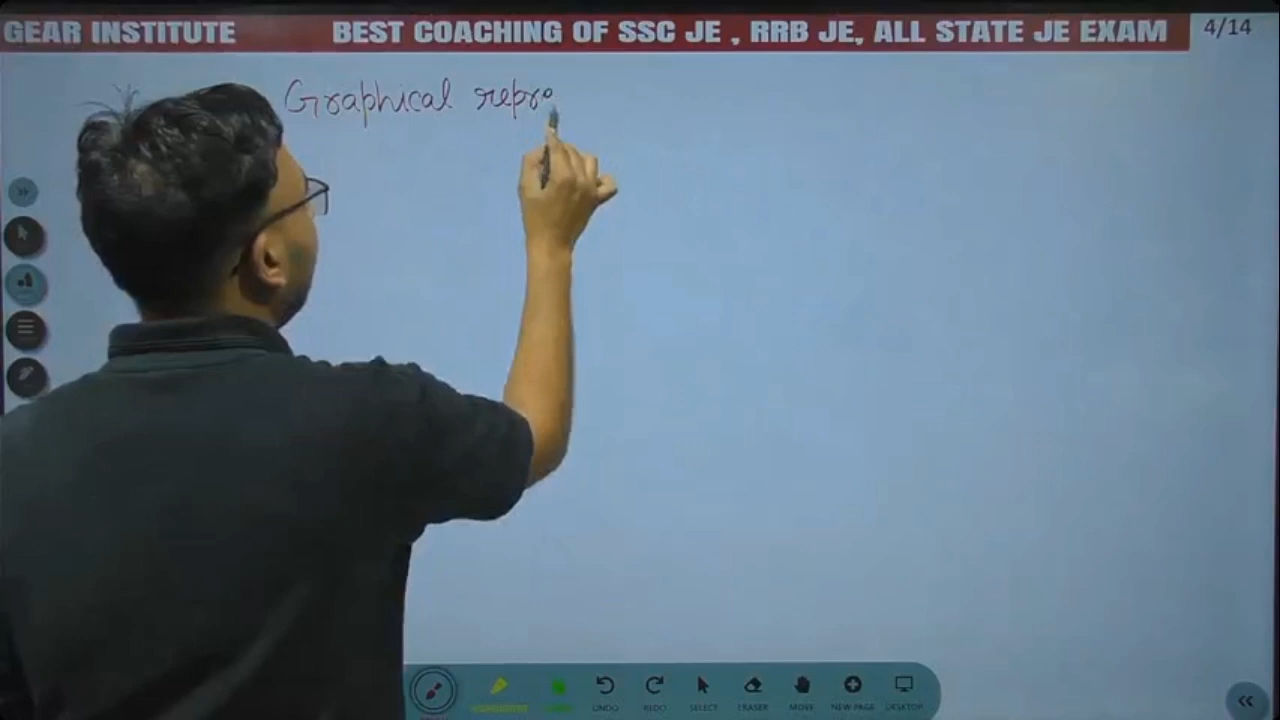 GEAR INSTITUTE BEST COACHING OF SSC JE , RRB JE, ALL STATE JE EXAM 4/14
Graphical repre
UNDO REDO SELECT ERASER MOVE NEW PAGE DESKTOP